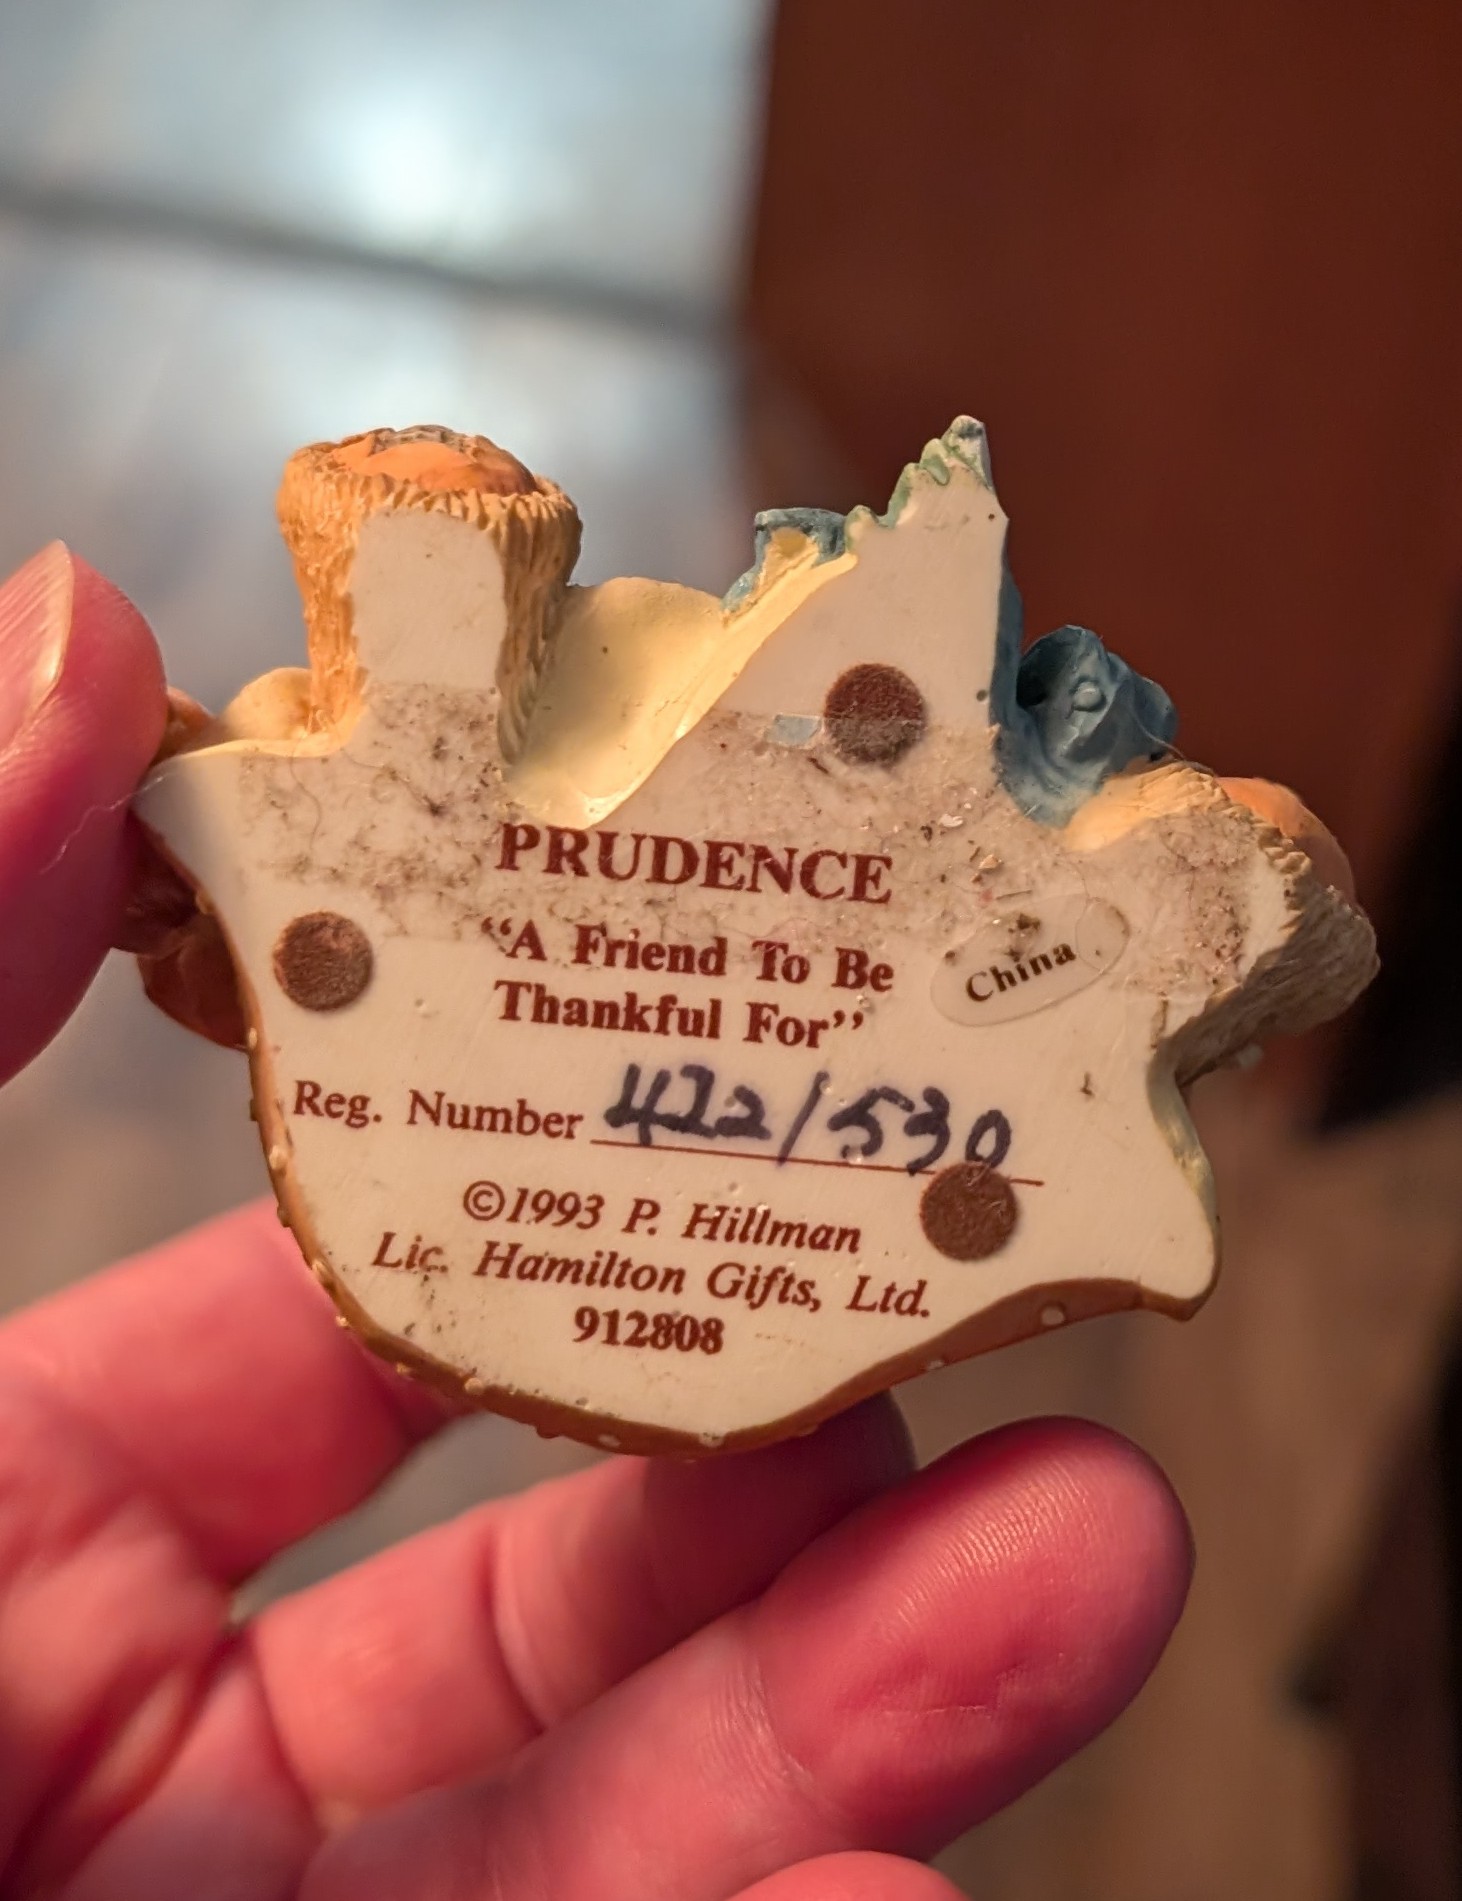 PRUDENCE
“A Friend To Be
Thankful For”
China
Reg. Number 422/530
©1993 P. Hillman
Lic. Hamilton Gifts, Ltd.
912808